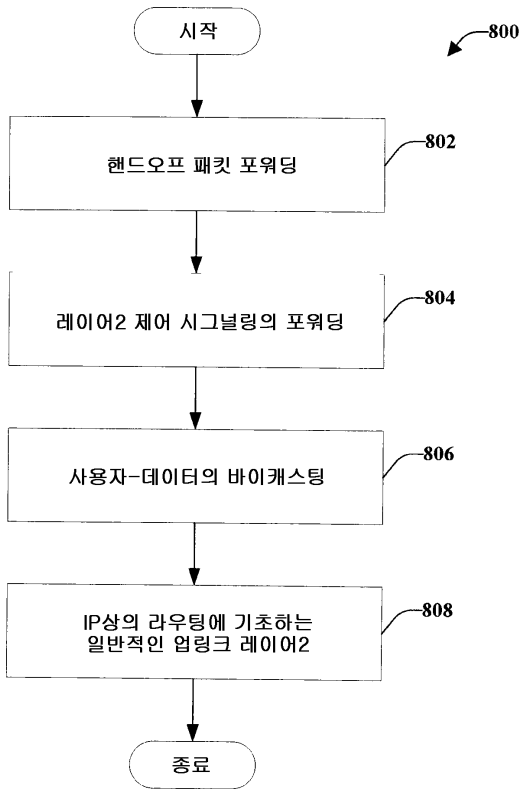 시작
800
핸드오프 패킷 포워딩
802
레이어2 제어 시그널링의 포워딩
804
사용자-데이터의 바이캐스팅
806
IP상의 라우팅에 기초하는
일반적인 업링크 레이어2
808
종료